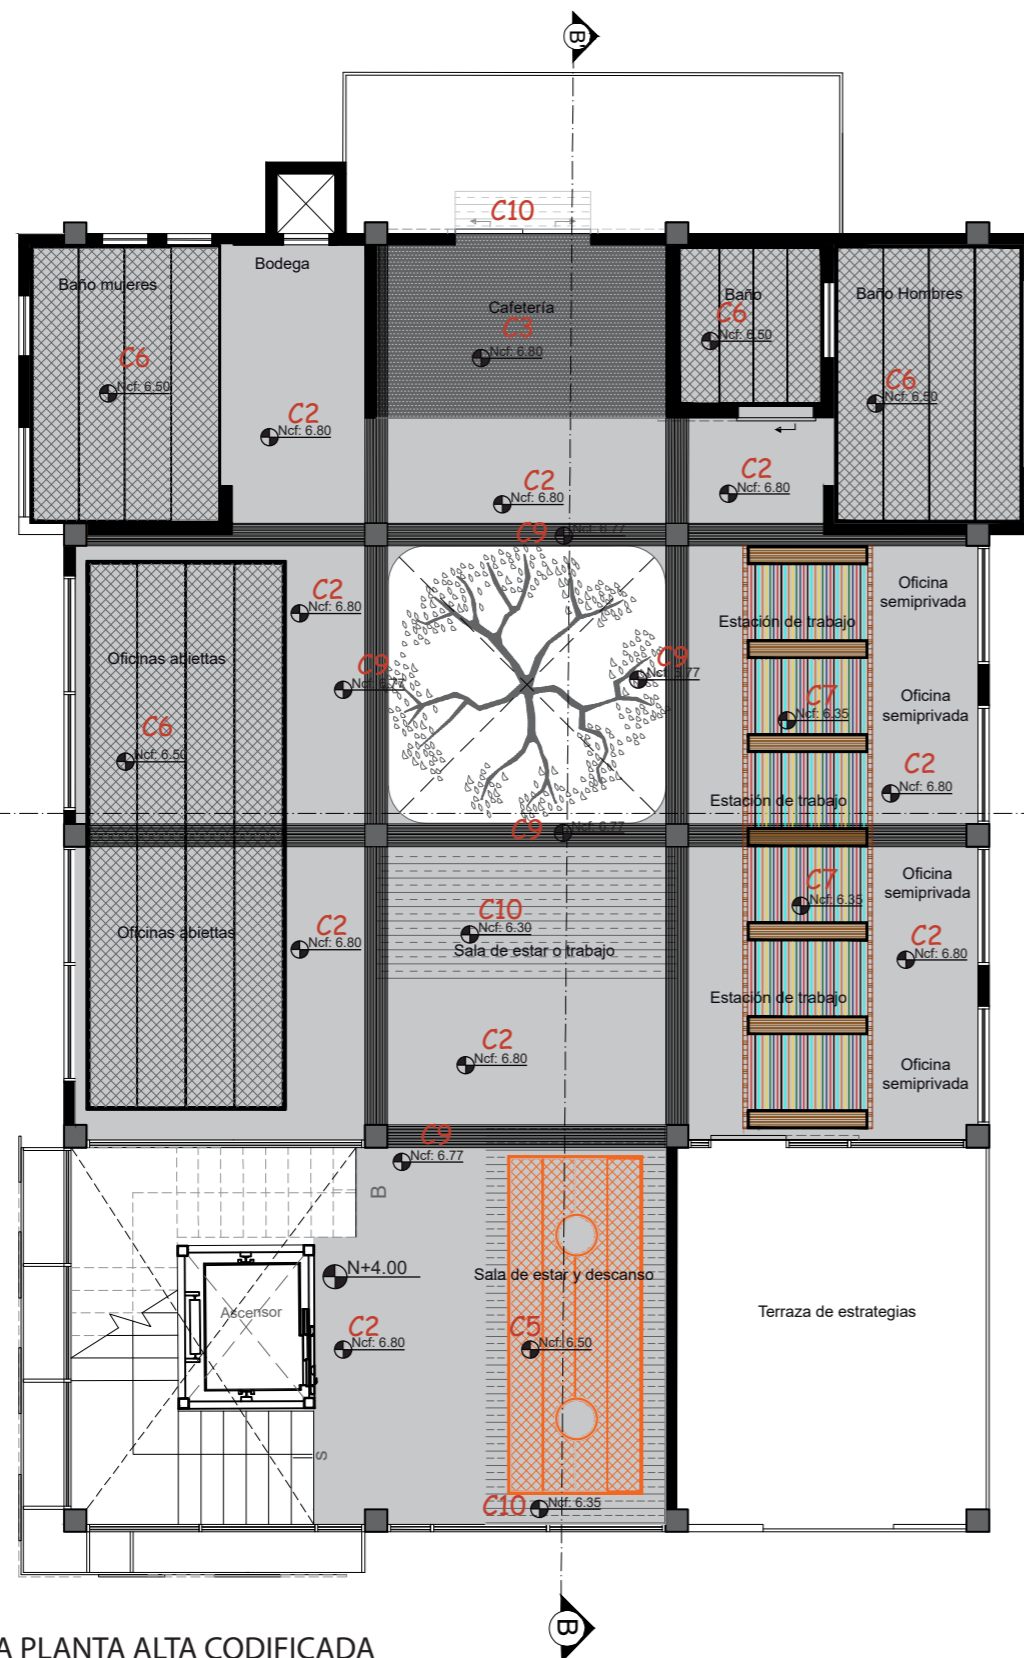 B'
C10
Bodega
Baño mujeres
Cafetería
C3
Ncf: 6.80
Baño
C6
Ncf: 6.50
Baño Hombres
C6
Ncf: 6.50
C6
Ncf: 6.50
C2
Ncf: 6.80
C2
Ncf: 6.80
C2
Ncf: 6.80
C9
Ncf: 6.77
C2
Ncf: 6.80
Oficina
semiprivada
Estación de trabajo
Oficinas abiettas
C9
Ncf: 6.77
C9
Ncf: 6.77
C6
Ncf: 6.50
C7
Ncf: 6.35
Oficina
semiprivada
C2
Ncf: 6.80
Estación de trabajo
C9
Ncf: 6.77
Oficina
semiprivada
C7
Ncf: 6.35
Oficinas abiettas
C2
Ncf: 6.80
C10
Ncf: 6.30
Sala de estar o trabajo
C2
Ncf: 6.80
Estación de trabajo
C2
Ncf: 6.80
Oficina
semiprivada
C9
Ncf: 6.77
B
N+4.00
Sala de estar y descanso
Ascensor
Terraza de estrategias
C2
Ncf: 6.80
C5
Ncf: 6.50
s
C10
Ncf: 6.35
B
A PLANTA ALTA CODIFICADA